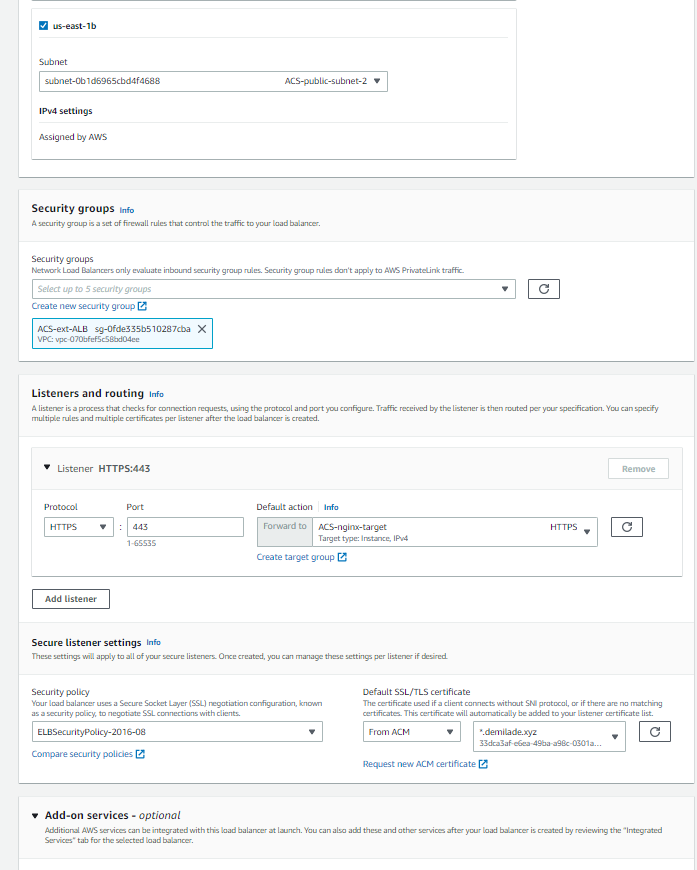 us-east-1b
Subnet
subnet-0b1d6965cbd4f4688 ACS-public-subnet-2
IPv4 settings
Assigned by AWS
Security groups Info
A security group is a set of firewall rules that control the traffic to your load balancer.
Security groups
Network Load Balancers only evaluate inbound security group rules. Security group rules don't apply to AWS PrivateLink traffic.
Select up to 5 security groups
Create new security group
ACS-ext-ALB sg-0fde335b510287cba
VPC: vpc-070bfef5c58bd04ee
Listeners and routing Info
A listener is a process that checks for connection requests, using the protocol and port you configure. Traffic received by the listener is then routed per your specification. You can specify
multiple rules and multiple certificates per listener after the load balancer is created.
Listener HTTPS:443
Remove
Protocol Port Default action Info
HTTPS : 443 Forward to ACS-nginx-target HTTPS
Target type: Instance, IPv4
1-65535
Create target group
Add listener
Secure listener settings Info
These settings will apply to all of your secure listeners. Once created, you can manage these settings per listener if desired.
Security policy
Your load balancer uses a Secure Socket Layer (SSL) negotiation configuration, known
as a security policy, to negotiate SSL connections with clients.
ELBSecurityPolicy-2016-08
Compare security policies
Default SSL/TLS certificate
The certificate used if a client connects without SNI protocol, or if there are no matching
certificates. This certificate will automatically be added to your listener certificate list.
From ACM
*.demilade.xyz
33dca3af-e6ea-49ba-a98c-0301a...
Request new ACM certificate
Add-on services - optional
Additional AWS services can be integrated with this load balancer at launch. You can also add these and other services after your load balancer is created by reviewing the "Integrated
Services" tab for the selected load balancer.